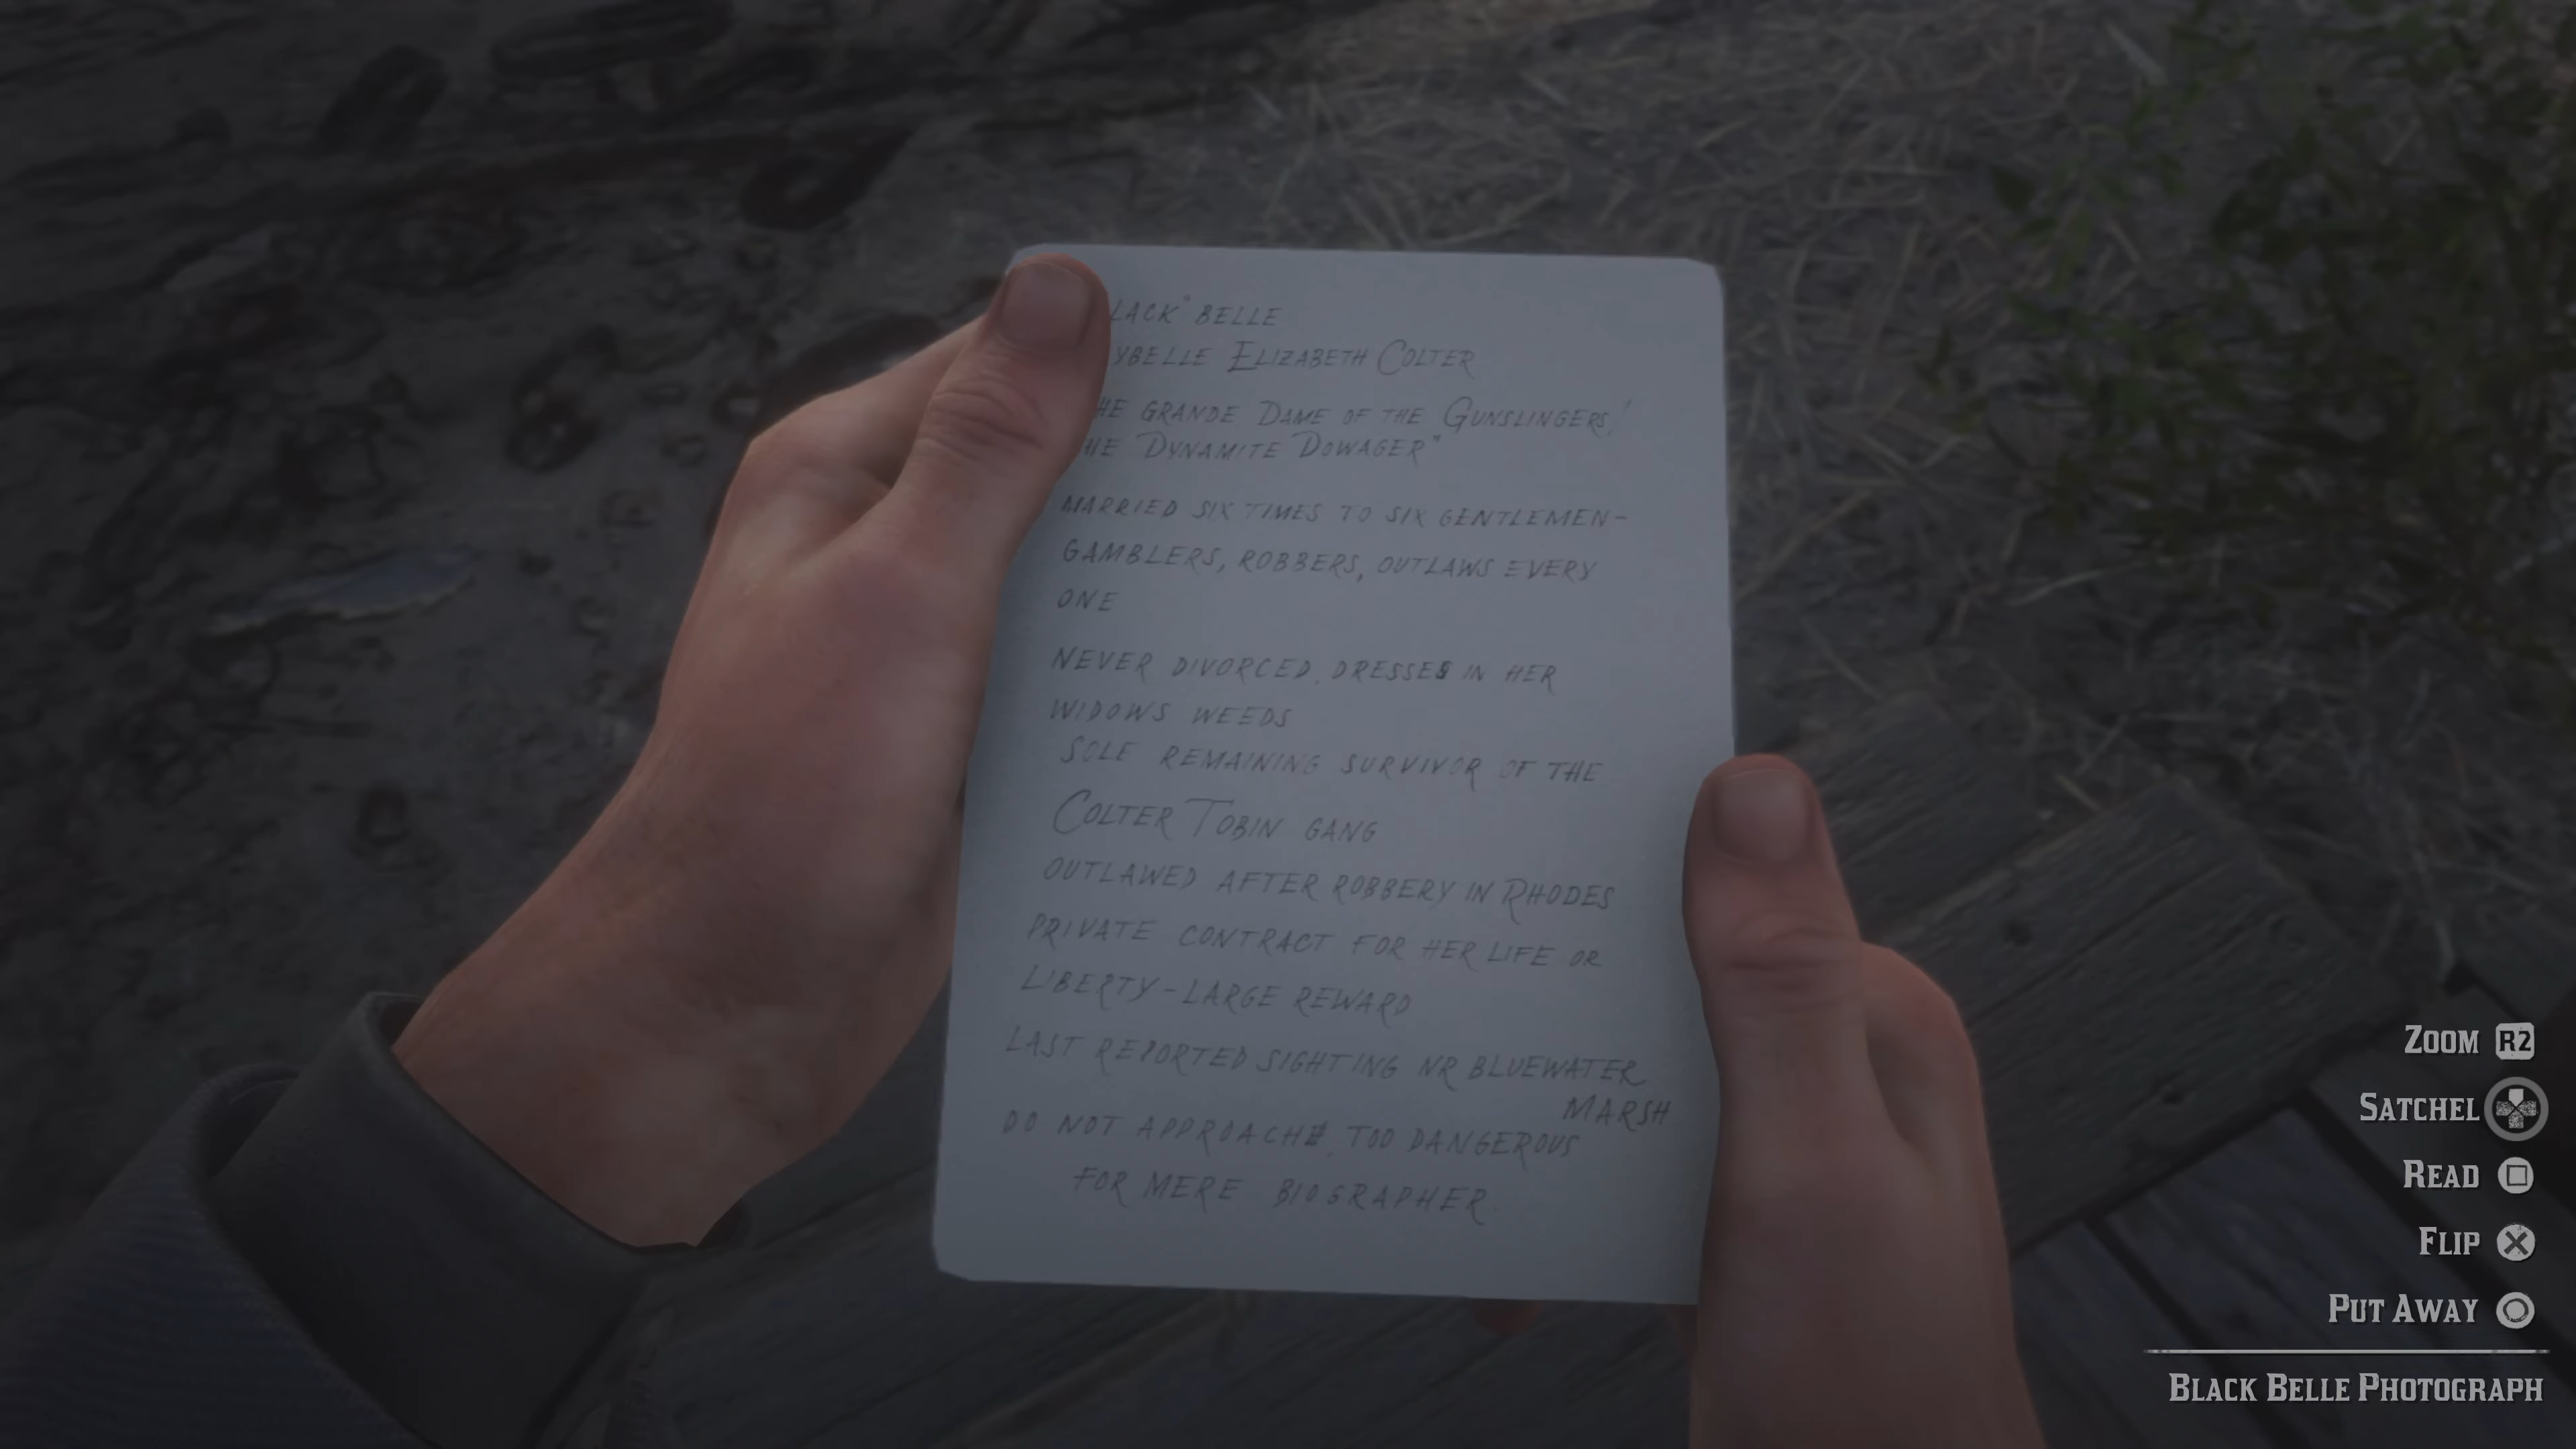 LACK" BELLE
YBELLE ELIZABETH COLTER
HE GRANDE DAME OF THE GUNSLINGERS,'
HE DYNAMITE DOWAGER"
MARRIED SIX TIMES TO SIX GENTLEMEN-
GAMBLERS, ROBBERS, OUTLAWS EVERY
ONE
NEVER DIVORCED. DRESSES IN HER
WIDOWS WEEDS
SOLE REMAINING SURVIVOR OF THE
COLTER TOBIN GANG
OUTLAWED AFTER ROBBERY IN RHODES
PRIVATE CONTRACT FOR HER LIFE OR
LIBERTY-LARGE REWARD
LAST REPORTED SIGHTING NR BLUEWATER
MARSH
DO NOT APPROACH. TOO DANGEROUS
FOR MERE BIOGRAPHER.
ZOOM R2
SATCHEL
READ
FLIP
PUT AWAY
BLACK BELLE PHOTOGRAPH